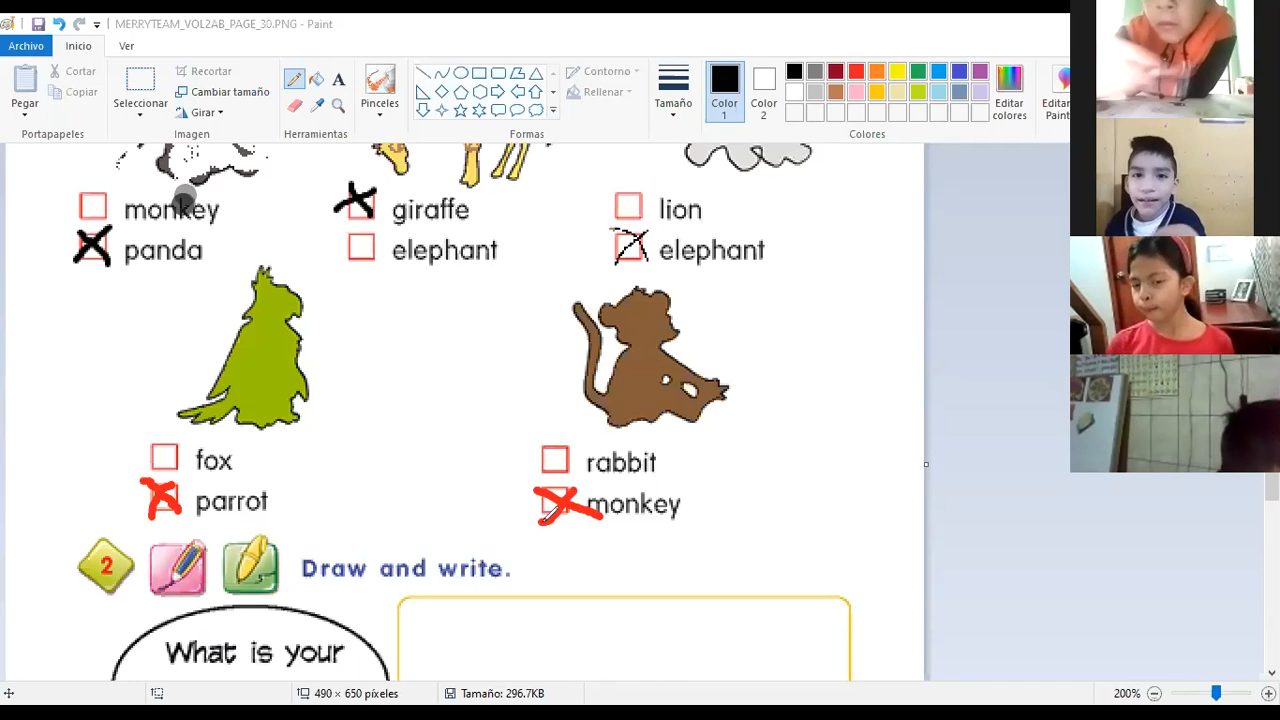 MERRYTEAM_VOL2AB_PAGE_30.PNG - Paint
Archivo Inicio Ver
Pegar
Cortar
Copiar
Portapapeles
Seleccionar
Recortar
Cambiar tamaño
Girar
Imagen
A
Herramientas
Pinceles
Contorno
Rellenar
Formas
Tamaño
Color 1
Color 2
Editar colores
Colores
Editar
Paint
monkey
panda
giraffe
elephant
lion
elephant
fox
parrot
rabbit
monkey
2 Draw and write.
What is your
490 × 650 píxeles
Tamaño: 296.7KB
200%